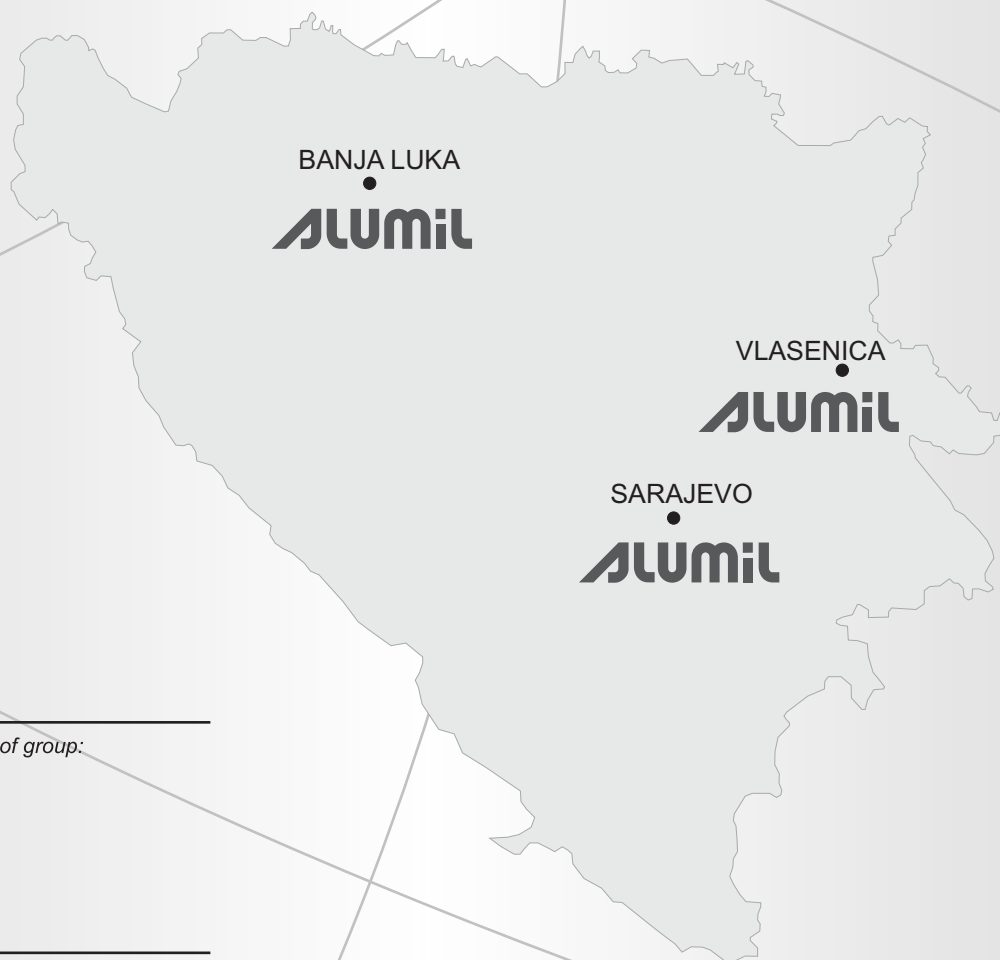 BANJA LUKA
ALUMiL
VLASENICA
ALUMiL
SARAJEVO
ALUMiL
of group: